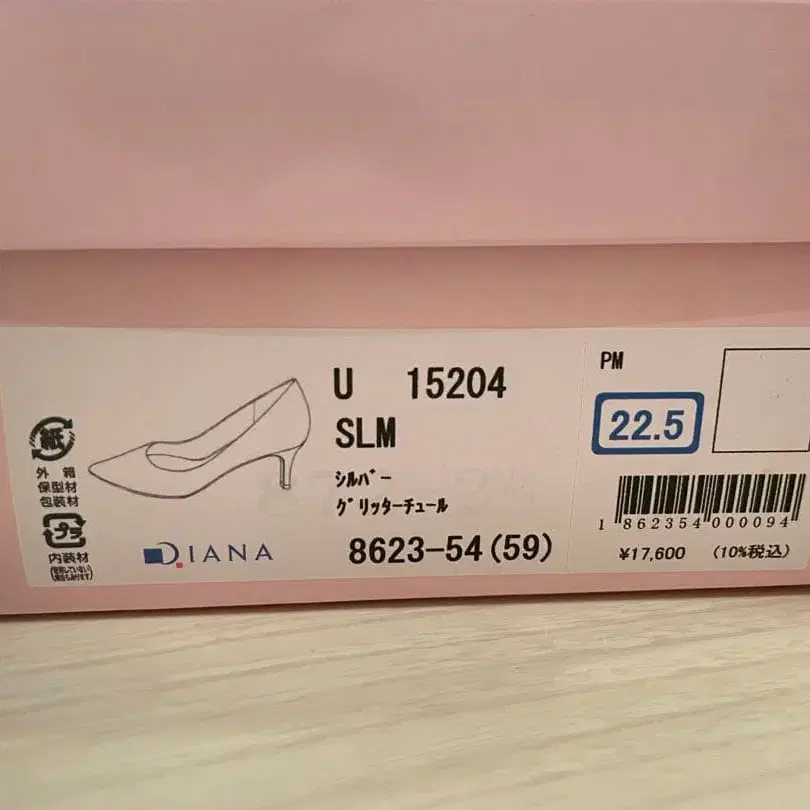 紙
外箱
保型材
包装材
プラ
内装材
DIANA
U 15204
SLM
ｼﾙﾊﾞｰ
ｸﾞﾘｯﾀｰﾁｭｰﾙ
8623-54(59)
PM
22.5
1 862354 000094
¥17,600 (10%税込)